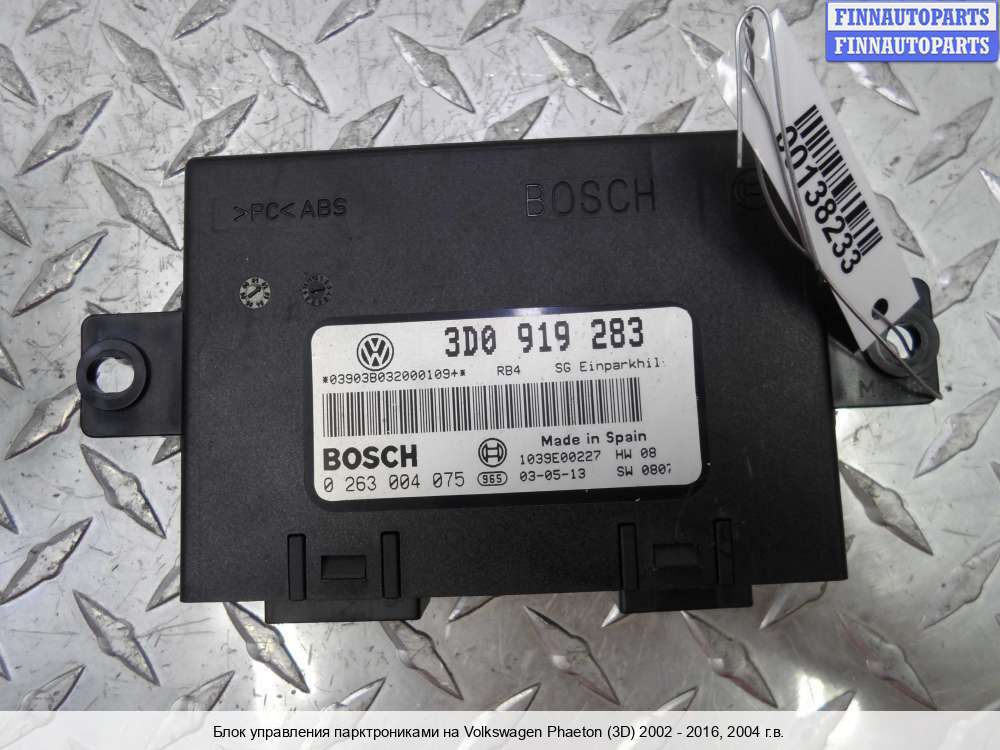 FINNAUTOPARTS
FINNAUTOPARTS
>PC< ABS
BOSCH
00138233
3D0 919 283
*03903B032000109+* RB4 SG Einparkhil
BOSCH
Made in Spain
1039E00227 HW 08
0 263 004 075 965 03-05-13 SW 0807
Блок управления парктрониками на Volkswagen Phaeton (3D) 2002 - 2016, 2004 г.в.